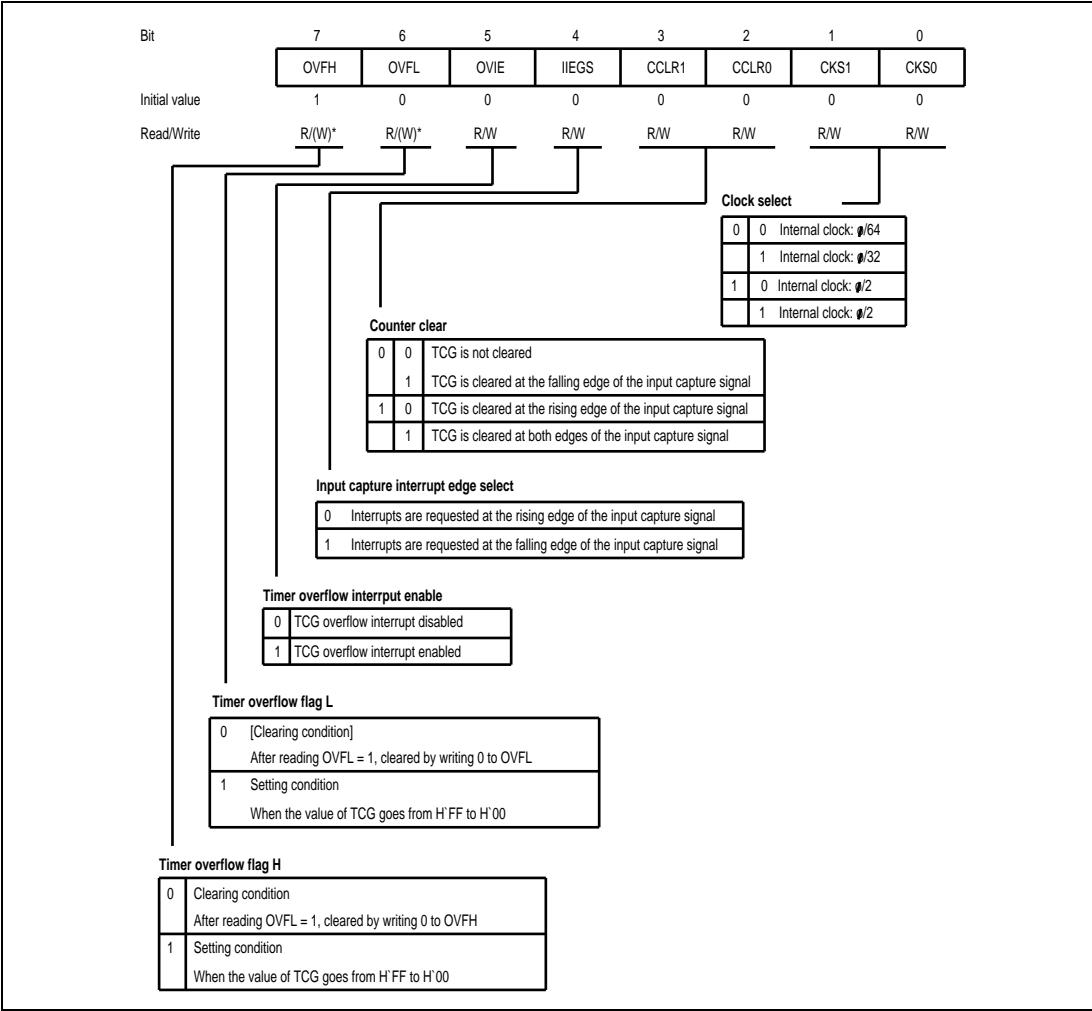 Bit 7 6 5 4 3 2 1 0
OVFH OVFL OVIE IIEGS CCLR1 CCLR0 CKS1 CKS0
Initial value 1 0 0 0 0 0 0 0
Read/Write R/(W)* R/(W)* R/W R/W R/W R/W R/W R/W
Clock select
0 0 Internal clock: ø/64
1 Internal clock: ø/32
1 0 Internal clock: ø/2
1 Internal clock: ø/2
Counter clear
0 0 TCG is not cleared
1 TCG is cleared at the falling edge of the input capture signal
1 0 TCG is cleared at the rising edge of the input capture signal
1 TCG is cleared at both edges of the input capture signal
Input capture interrupt edge select
0 Interrupts are requested at the rising edge of the input capture signal
1 Interrupts are requested at the falling edge of the input capture signal
Timer overflow interrput enable
0 TCG overflow interrupt disabled
1 TCG overflow interrupt enabled
Timer overflow flag L
0 [Clearing condition]
After reading OVFL = 1, cleared by writing 0 to OVFL
1 Setting condition
When the value of TCG goes from H`FF to H`00
Timer overflow flag H
0 Clearing condition
After reading OVFL = 1, cleared by writing 0 to OVFH
1 Setting condition
When the value of TCG goes from H`FF to H`00